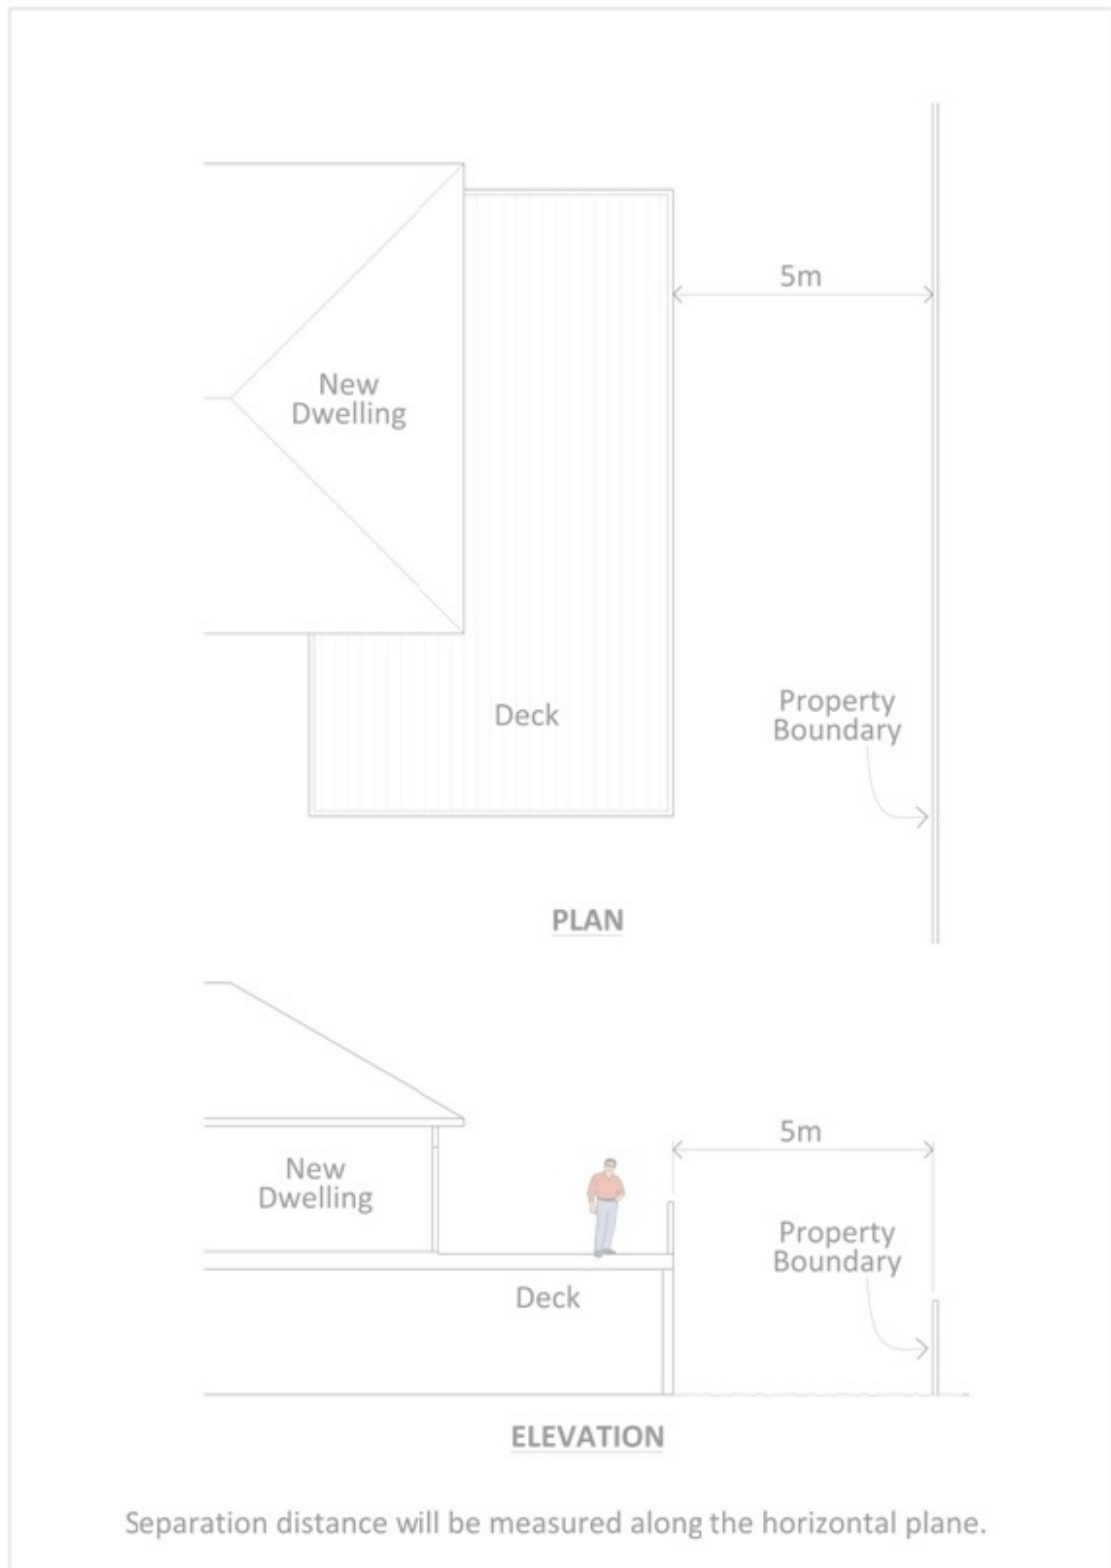 5m
New
Dwelling
Deck
Property
Boundary
PLAN
5m
New
Dwelling
Property
Boundary
Deck
ELEVATION
Separation distance will be measured along the horizontal plane.